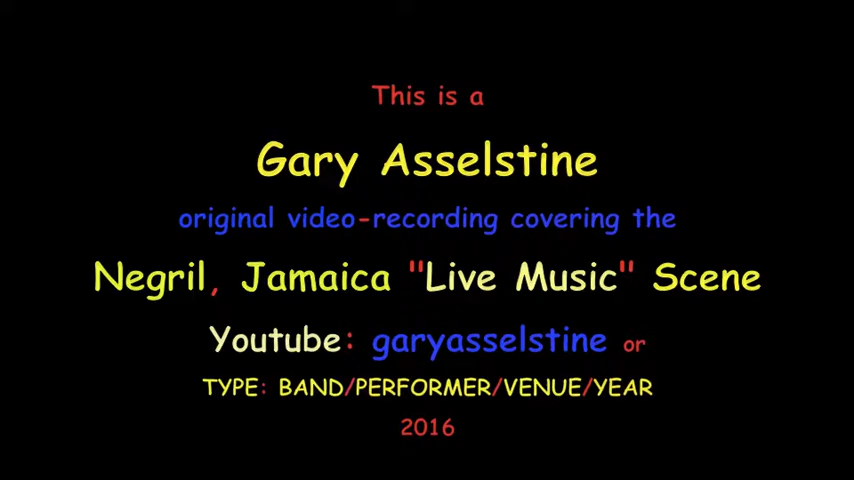 This is a
Gary Asselstine
original video-recording covering the
Negril, Jamaica "Live Music" Scene
Youtube: garyasselstine or
TYPE: BAND/PERFORMER/VENUE/YEAR
2016